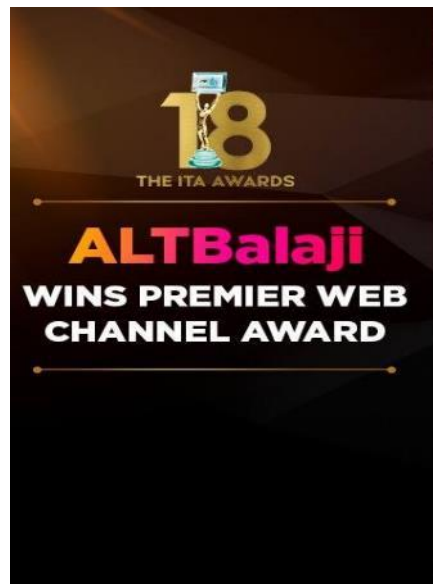 18
THE ITA AWARDS
ALTBalaji
WINS PREMIER WEB
CHANNEL AWARD